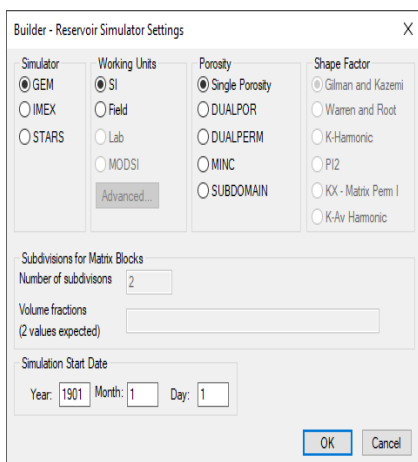 Builder - Reservoir Simulator Settings
Simulator
GEM
IMEX
STARS
Working Units
SI
Field
Lab
MODSI
Advanced...
Porosity
Single Porosity
DUALPOR
DUALPERM
MINC
SUBDOMAIN
Shape Factor
Gilman and Kazemi
Warren and Root
K-Harmonic
PI2
KX - Matrix Perm I
K-Av Harmonic
Subdivisions for Matrix Blocks
Number of subdivisons 2
Volume fractions
(2 values expected)
Simulation Start Date
Year: 1901 Month: 1 Day: 1
OK Cancel